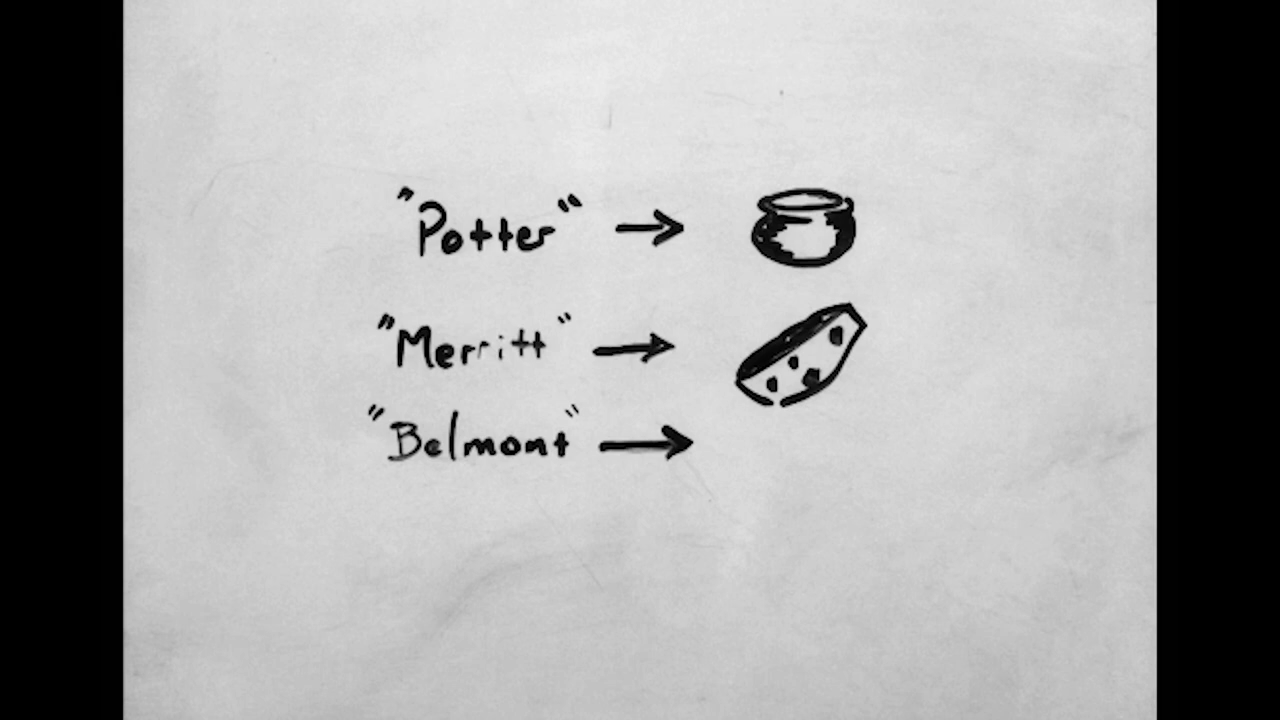 "Potter" →
"Merritt" →
"Belmont" →